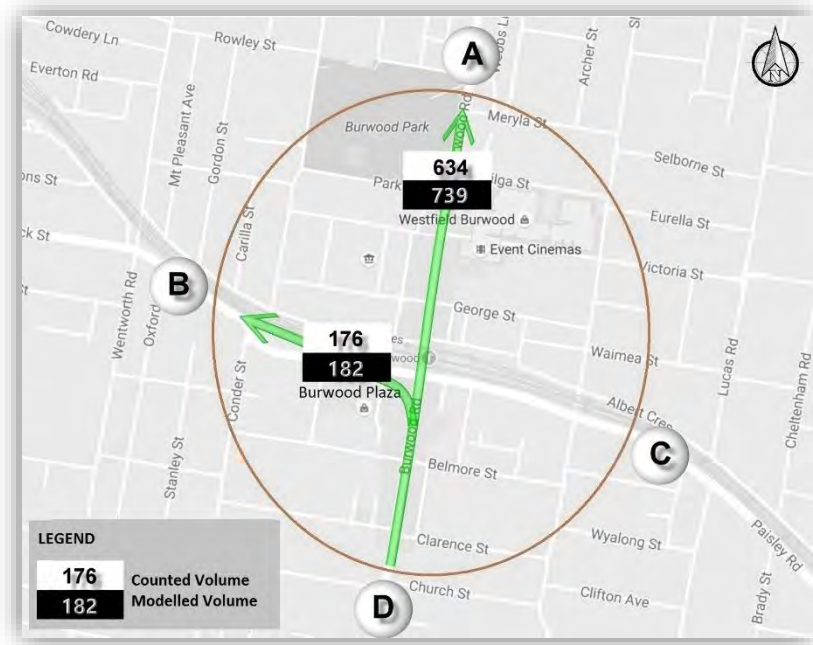 Cowdery Ln
Rowley St
Everton Rd
Mt Pleasant Ave
Gordon St
Archer St
A
N
Burwood Park
Meryla St
Selborne St
634
739
Park
Westfield Burwood
Eurella St
Event Cinemas
Victoria St
Carilla St
B
Wentworth Rd
Oxford
George St
Waimea St
176
182
Burwood Plaza
Lucas Rd
Cheltenham Rd
Conder St
Albert Cres
Burwood Rd
C
Stanley St
Belmore St
LEGEND
176 Counted Volume
182 Modelled Volume
Clarence St
Wyalong St
Paisley Rd
D
Church St
Clifton Ave
Brady St